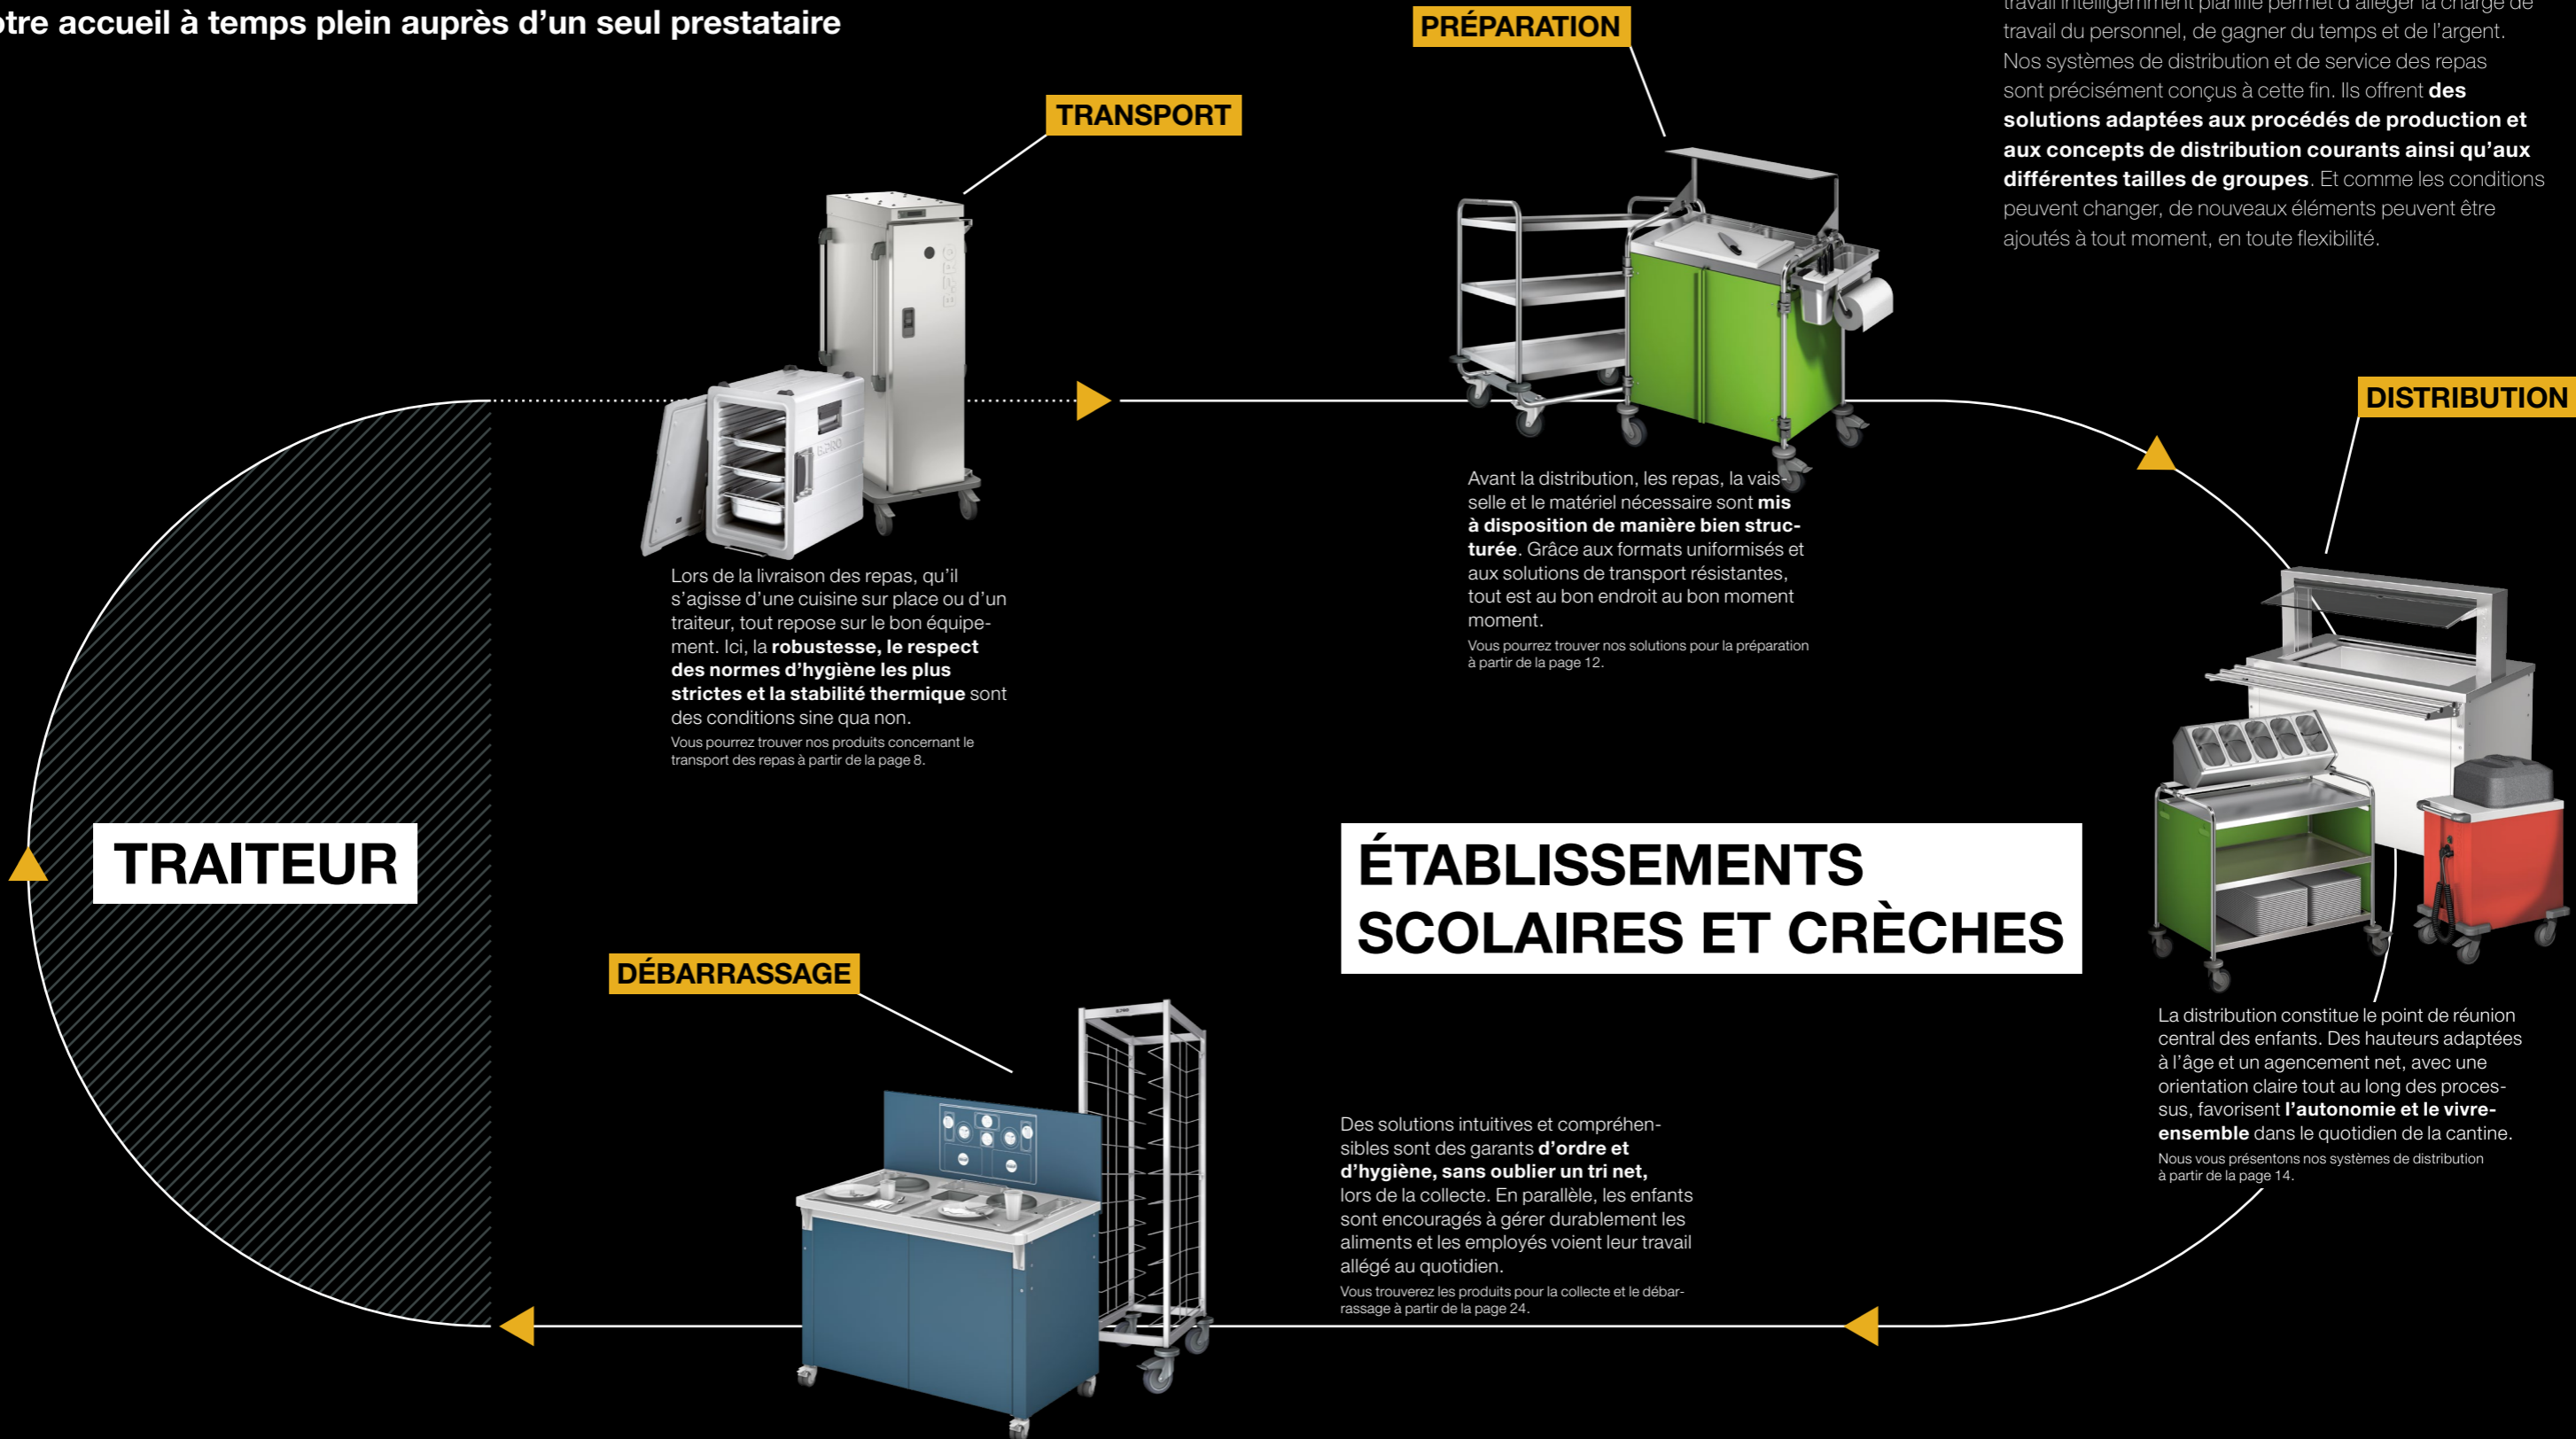 otre accueil à temps plein auprès d'un seul prestataire
travail intelligemment planifié permet d'alléger la charge de
travail du personnel, de gagner du temps et de l'argent.
Nos systèmes de distribution et de service des repas
sont précisément conçus à cette fin. Ils offrent des
solutions adaptées aux procédés de production et
aux concepts de distribution courants ainsi qu'aux
différentes tailles de groupes. Et comme les conditions
peuvent changer, de nouveaux éléments peuvent être
ajoutés à tout moment, en toute flexibilité.
TRANSPORT
B.PRO
B.PRO
Lors de la livraison des repas, qu'il
s'agisse d'une cuisine sur place ou d'un
traiteur, tout repose sur le bon équipe-
ment. Ici, la robustesse, le respect
des normes d'hygiène les plus
strictes et la stabilité thermique sont
des conditions sine qua non.
Vous pourrez trouver nos produits concernant le
transport des repas à partir de la page 8.
PRÉPARATION
Avant la distribution, les repas, la vais-
selle et le matériel nécessaire sont mis
à disposition de manière bien struc-
turée. Grâce aux formats uniformisés et
aux solutions de transport résistantes,
tout est au bon endroit au bon moment
moment.
Vous pourrez trouver nos solutions pour la préparation
à partir de la page 12.
DISTRIBUTION
La distribution constitue le point de réunion
central des enfants. Des hauteurs adaptées
à l'âge et un agencement net, avec une
orientation claire tout au long des proces-
sus, favorisent l'autonomie et le vivre-
ensemble dans le quotidien de la cantine.
Nous vous présentons nos systèmes de distribution
à partir de la page 14.
TRAITEUR
ÉTABLISSEMENTS
SCOLAIRES ET CRÈCHES
DÉBARRASSAGE
B.PRO
Des solutions intuitives et compréhen-
sibles sont des garants d'ordre et
d'hygiène, sans oublier un tri net,
lors de la collecte. En parallèle, les enfants
sont encouragés à gérer durablement les
aliments et les employés voient leur travail
allégé au quotidien.
Vous trouverez les produits pour la collecte et le débar-
rassage à partir de la page 24.